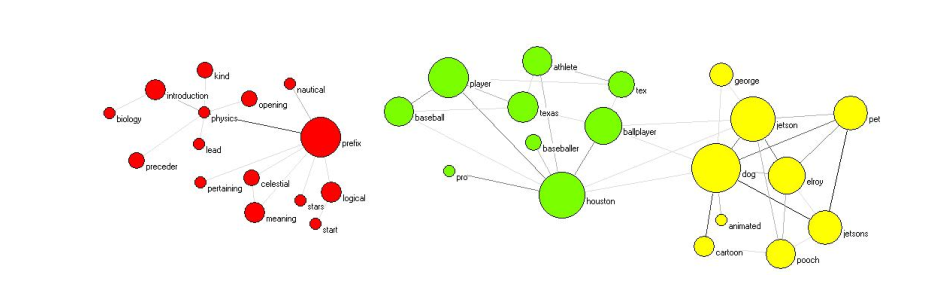 kind
introduction
nautical
opening
biology
physics
prefix
lead
preceder
pertaining
celestial
logical
stars
meaning
start
athlete
player
tex
texas
baseball
ballplayer
baseballer
pro
houston
george
jetson
pet
dog
elroy
animated
jetsons
cartoon
pooch